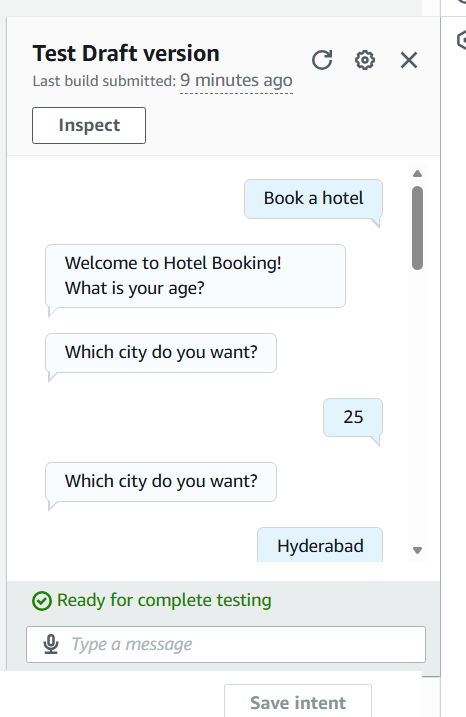 Test Draft version
Last build submitted: 9 minutes ago
Inspect
Book a hotel
Welcome to Hotel Booking!
What is your age?
Which city do you want?
25
Which city do you want?
Hyderabad
Ready for complete testing
Type a message
Save intent